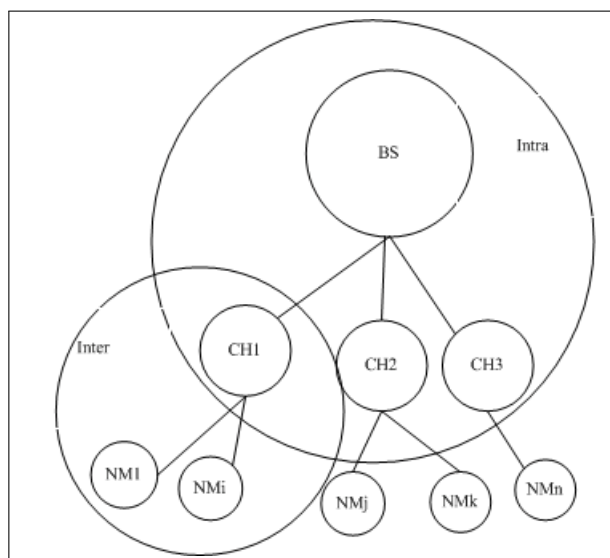 BS
Intra
Inter
CH1
CH2
CH3
NM1
NMi
NMj
NMk
NMn